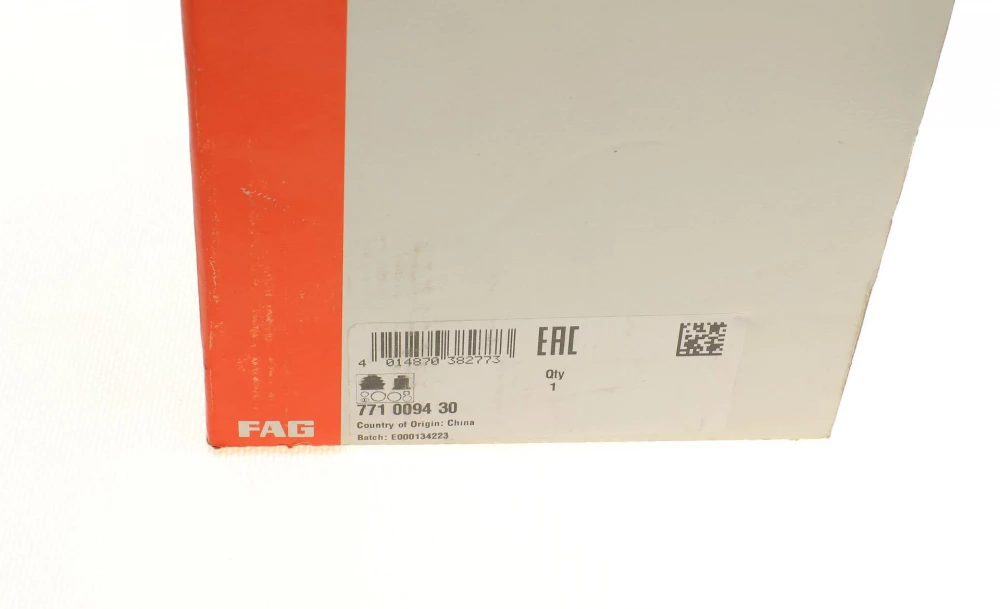 EAC
4 014870 382773
Qty
1
771 0094 30
Country of Origin: China
Batch: E000134223
FAG